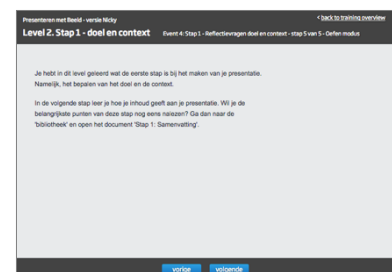 Presenteren met Beeld - versie Nicky
< back to training overview
Level 2. Stap 1 - doel en context
Event 4: Stap 1 - Reflectievragen doel en context - stap 5 van 5 - Oefen modus
Je hebt in dit level geleerd wat de eerste stap is bij het maken van je presentatie.
Namelijk, het bepalen van het doel en de context.
In de volgende stap leer je hoe je inhoud geeft aan je presentatie. Wil je de
belangrijkste punten van deze stap nog eens nalezen? Ga dan naar de
'bibliotheek' en open het document 'Stap 1: Samenvatting'.
vorige
volgende